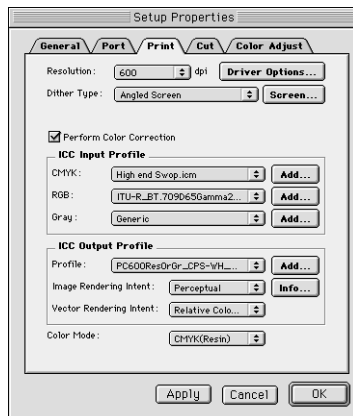 Setup Properties
General Port Print Cut Color Adjust
Resolution: 600 dpi Driver Options...
Dither Type: Angled Screen Screen...
Perform Color Correction
ICC Input Profile
CMYK: High end Swop.icm Add...
RGB: ITU-R_BT.709D65Gamma2... Add...
Gray: Generic Add...
ICC Output Profile
Profile: PC600ResOrGr_CPS-WH_... Add...
Image Rendering Intent: Perceptual Info...
Vector Rendering Intent: Relative Colo...
Color Mode: CMYK(Resin)
Apply Cancel OK